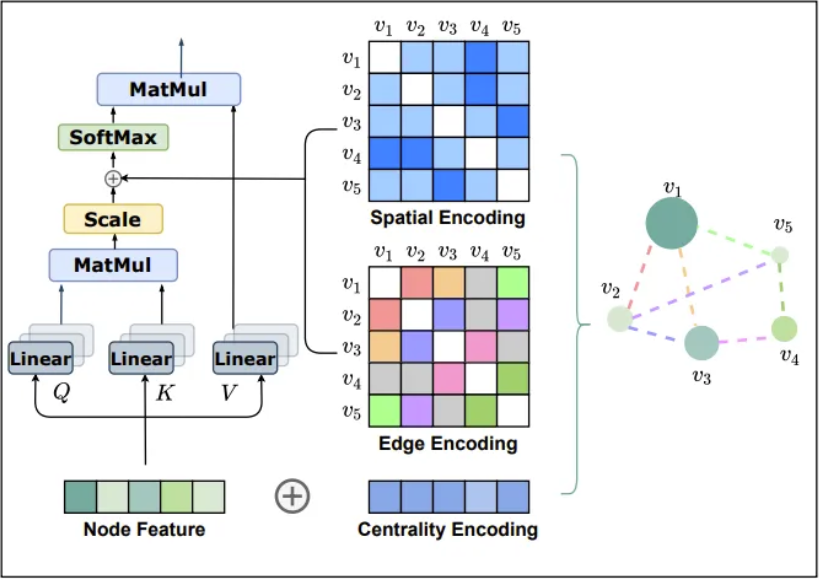 MatMul
SoftMax
+
Scale
MatMul
Linear Linear Linear
Q K V
Node Feature
+
v1 v2 v3 v4 v5
v1
v2
v3
v4
v5
Spatial Encoding
v1 v2 v3 v4 v5
v1
v2
v3
v4
v5
Edge Encoding
Centrality Encoding
v1
v5
v2
v3
v4